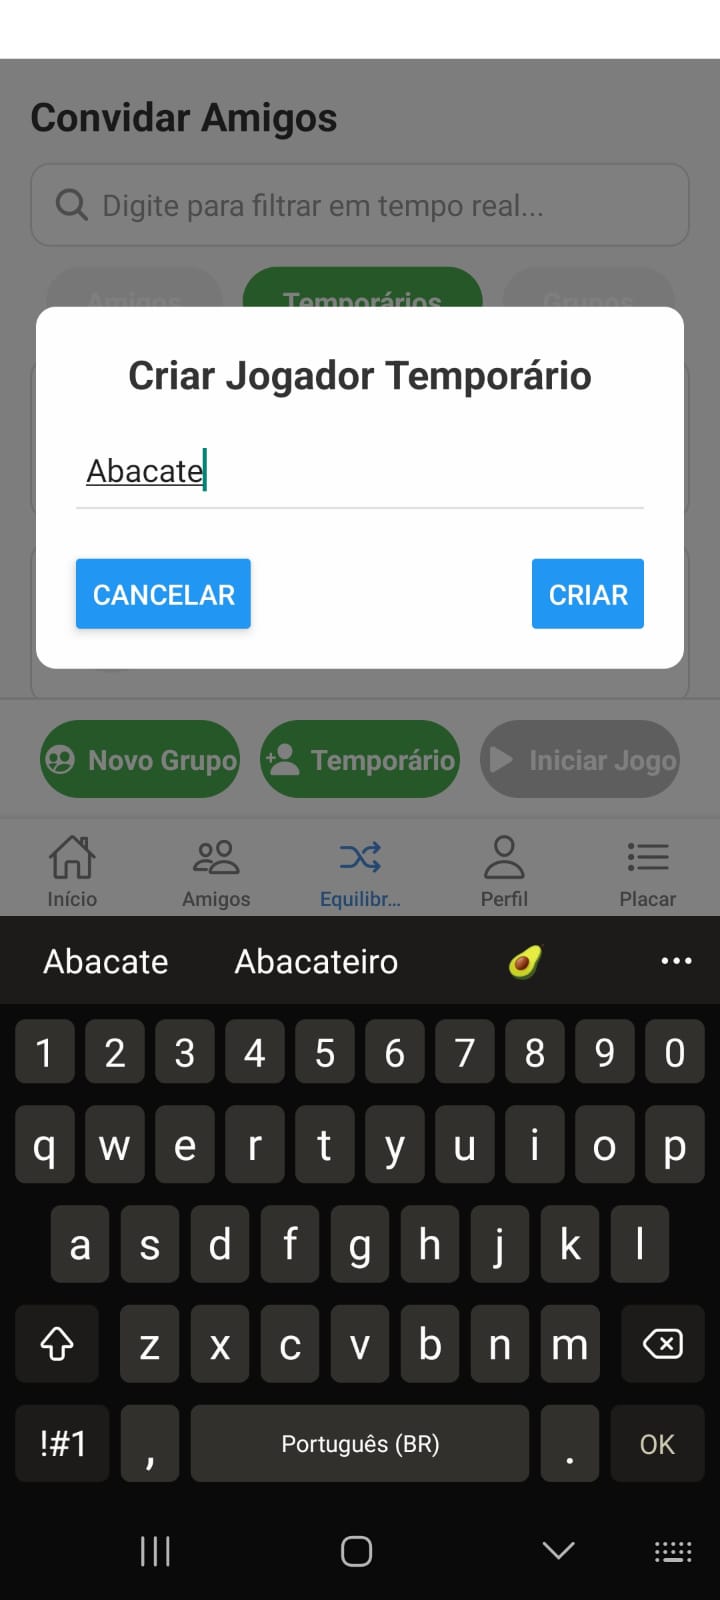 Convidar Amigos
Digite para filtrar em tempo real...
Amigos Temporários Grupos
Criar Jogador Temporário
Abacate
CANCELAR CRIAR
Novo Grupo Temporário Iniciar Jogo
Início Amigos Equilibr... Perfil Placar
Abacate Abacateiro 🥑 ...
1 2 3 4 5 6 7 8 9 0
q w e r t y u i o p
a s d f g h j k l
z x c v b n m
!#1 , Português (BR) . OK